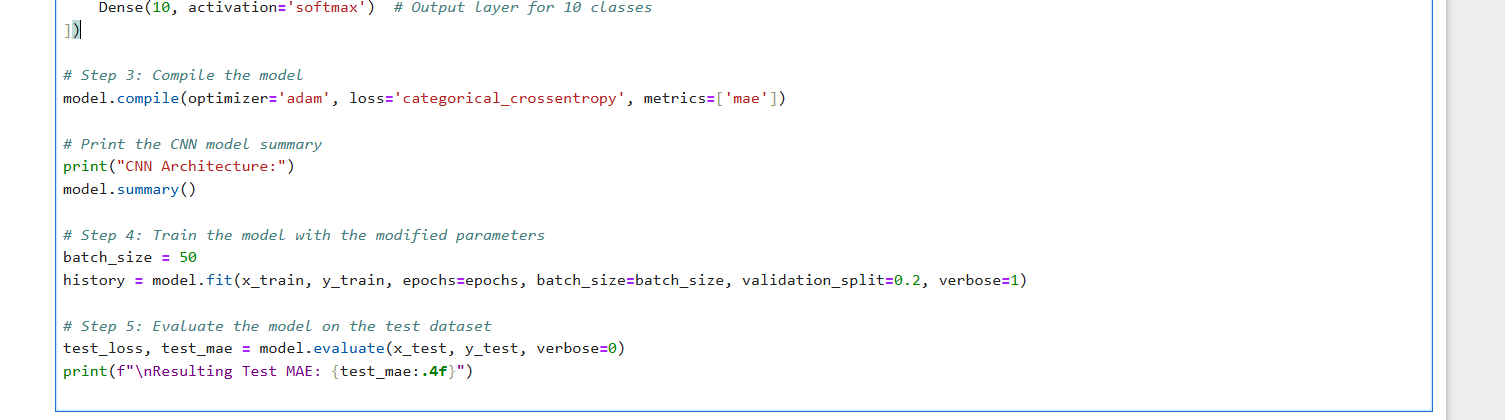 Dense(10, activation='softmax')  # Output layer for 10 classes
])
# Step 3: Compile the model
model.compile(optimizer='adam', loss='categorical_crossentropy', metrics=['mae'])
# Print the CNN model summary
print("CNN Architecture:")
model.summary()
# Step 4: Train the model with the modified parameters
batch_size = 50
history = model.fit(x_train, y_train, epochs=epochs, batch_size=batch_size, validation_split=0.2, verbose=1)
# Step 5: Evaluate the model on the test dataset
test_loss, test_mae = model.evaluate(x_test, y_test, verbose=0)
print(f"\nResulting Test MAE: {test_mae:.4f}")